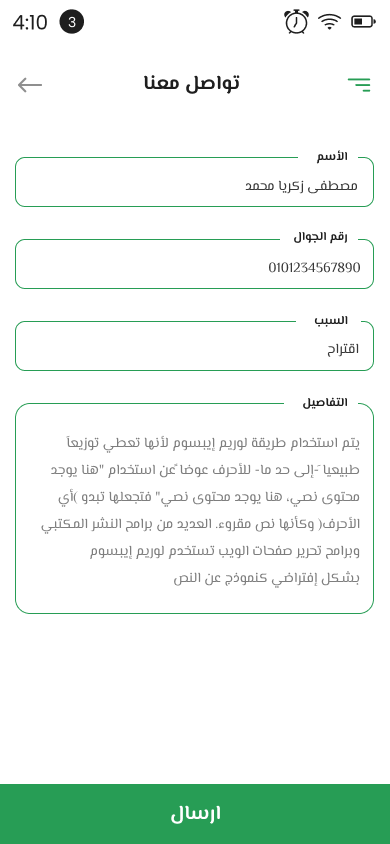 4:10 3
تواصل معنا
الأسم
مصطفى زكريا محمد
رقم الجوال
0101234567890
السبب
اقتراح
التفاصيل
يتم استخدام طريقة لوريم إيبسوم لأنها تعطي توزيعاَ
طبيعياَ -إلى حد ما- للأحرف عوضاً عن استخدام "هنا يوجد
محتوى نصي، هنا يوجد محتوى نصي" فتجعلها تبدو )أي
الأحرف( وكأنها نص مقروء. العديد من برامح النشر المكتبي
وبرامح تحرير صفحات الويب تستخدم لوريم إيبسوم
بشكل إفتراضي كنموذج عن النص
ارسال